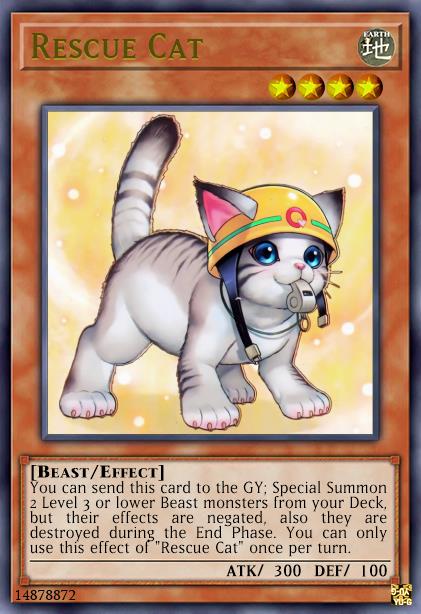 RESCUE CAT
EARTH
地
[BEAST/EFFECT]
You can send this card to the GY; Special Summon
2 Level 3 or lower Beast monsters from your Deck,
but their effects are negated, also they are
destroyed during the End Phase. You can only
use this effect of "Rescue Cat" once per turn.
ATK/ 300 DEF/ 100
14878872